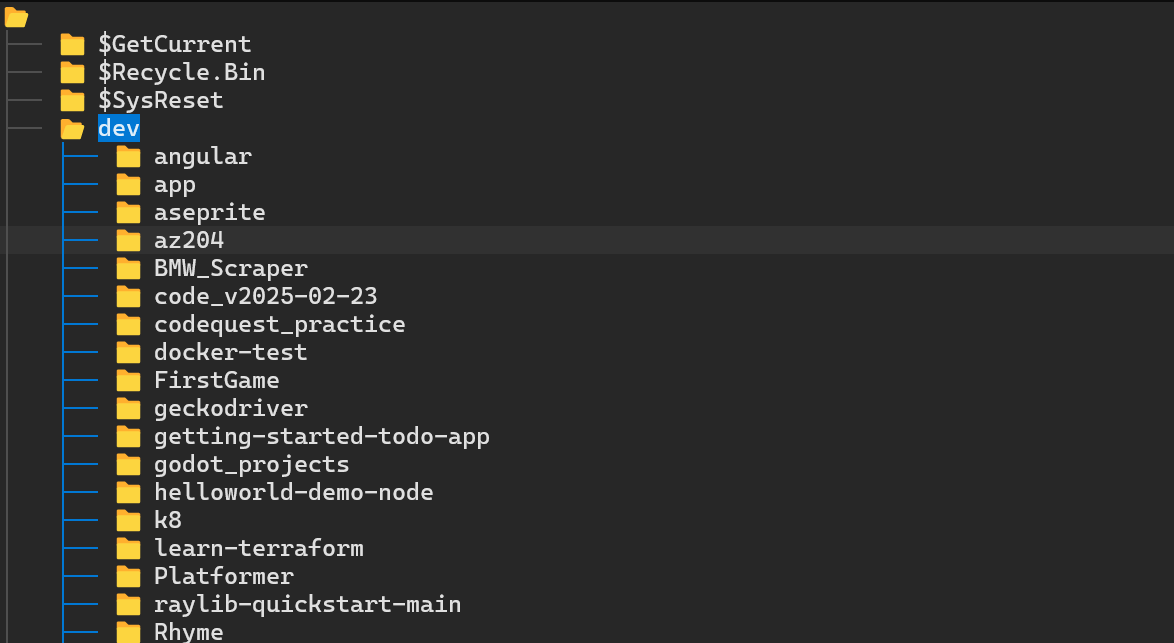 $GetCurrent
$Recycle.Bin
$SysReset
dev
angular
app
aseprite
az204
BMW_Scraper
code_v2025-02-23
codequest_practice
docker-test
FirstGame
geckodriver
getting-started-todo-app
godot_projects
helloworld-demo-node
k8
learn-terraform
Platformer
raylib-quickstart-main
Rhyme